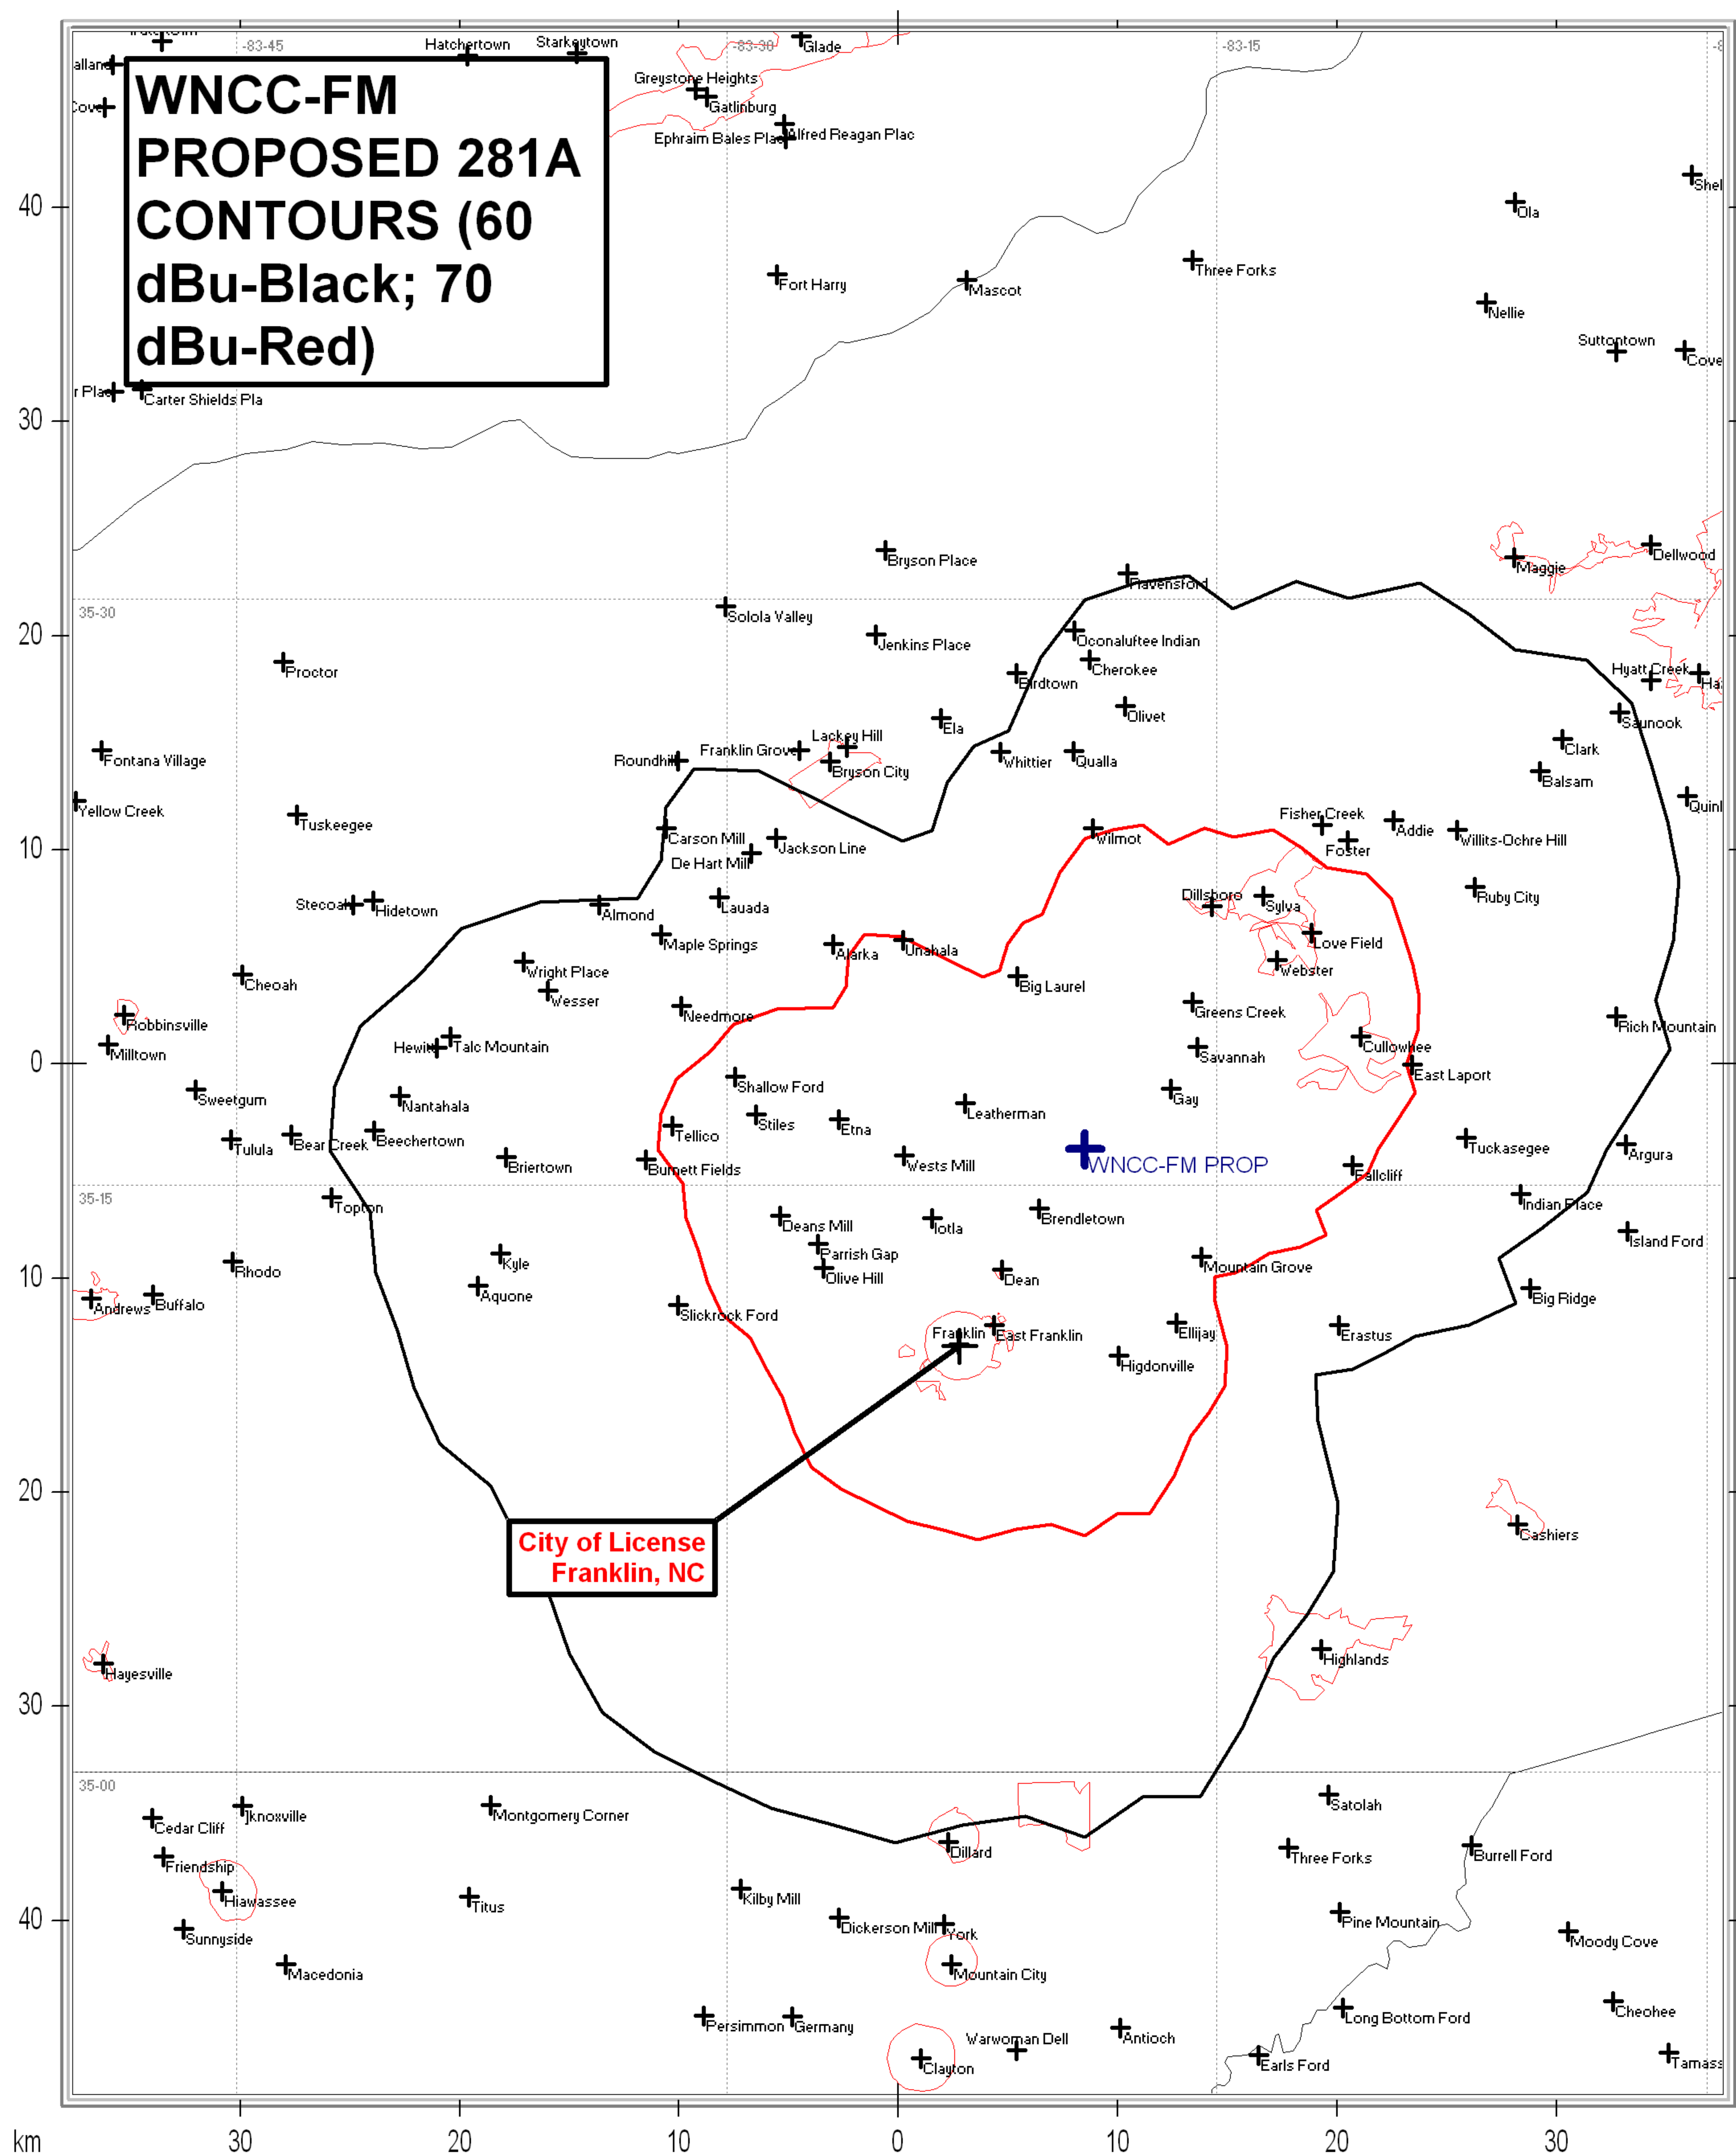 -83-45
Hatchertown
Starkeytown
-83-30
Glade
-83-15
WNCC-FM
PROPOSED 281A
CONTOURS (60
dBu-Black; 70
dBu-Red)
Greystone Heights
Gatlinburg
Ephraim Bales Plac
Alfred Reagan Plac
40
Ola
Shel
Three Forks
Fort Harry
Mascot
Nellie
Suttontown
Cove
r Plac
Carter Shields Pla
30
Bryson Place
Ravensford
Maggie
Dellwood
35-30
Solola Valley
20
Jenkins Place
Oconaluftee Indian
Proctor
Cherokee
Birdtown
Hyatt Creek
Olivet
Ela
Saunook
Fontana Village
Roundhill
Franklin Grove
Lackey Hill
Bryson City
Whittier
Qualla
Clark
Balsam
Yellow Creek
Quinl
Tuskeegee
Carson Mill
Jackson Line
Wilmot
Fisher Creek
Addie
Willits-Ochre Hill
10
De Hart Mill
Foster
Stecoah
Hidetown
Almond
Lauada
Dillsboro
Sylva
Ruby City
Maple Springs
Alarka
Unahala
Love Field
Cheoah
Wright Place
Wesser
Big Laurel
Webster
Robbinsville
Needmore
Greens Creek
Rich Mountain
Milltown
Hewitt
Talc Mountain
Savannah
Cullowhee
0
Shallow Ford
East Laport
Sweetgum
Nantahala
Stiles
Etna
Leatherman
Gay
Tulula
Bear Creek
Beechertown
Tellico
Tuckasegee
Argura
Briertown
Burnett Fields
Wests Mill
WNCC-FM PROP
Fallcliff
35-15
Topton
Deans Mill
Iotla
Brendletown
Indian Place
Rhodo
Kyle
Parrish Gap
Olive Hill
Dean
Mountain Grove
Island Ford
10
Andrews
Buffalo
Aquone
Slickrock Ford
Big Ridge
Franklin
East Franklin
Ellijay
Erastus
Higdonville
20
City of License
Franklin, NC
Cashiers
Hayesville
Highlands
30
35-00
Cedar Cliff
]knoxville
Montgomery Corner
Satolah
Friendship
Dillard
Three Forks
Burrell Ford
Hiawassee
Titus
Kilby Mill
40
Sunnyside
Dickerson Mill
York
Pine Mountain
Moody Cove
Macedonia
Mountain City
Persimmon
Germany
Warwoman Dell
Antioch
Long Bottom Ford
Cheohee
Clayton
Earls Ford
Tamass
km
30
20
10
0
10
20
30